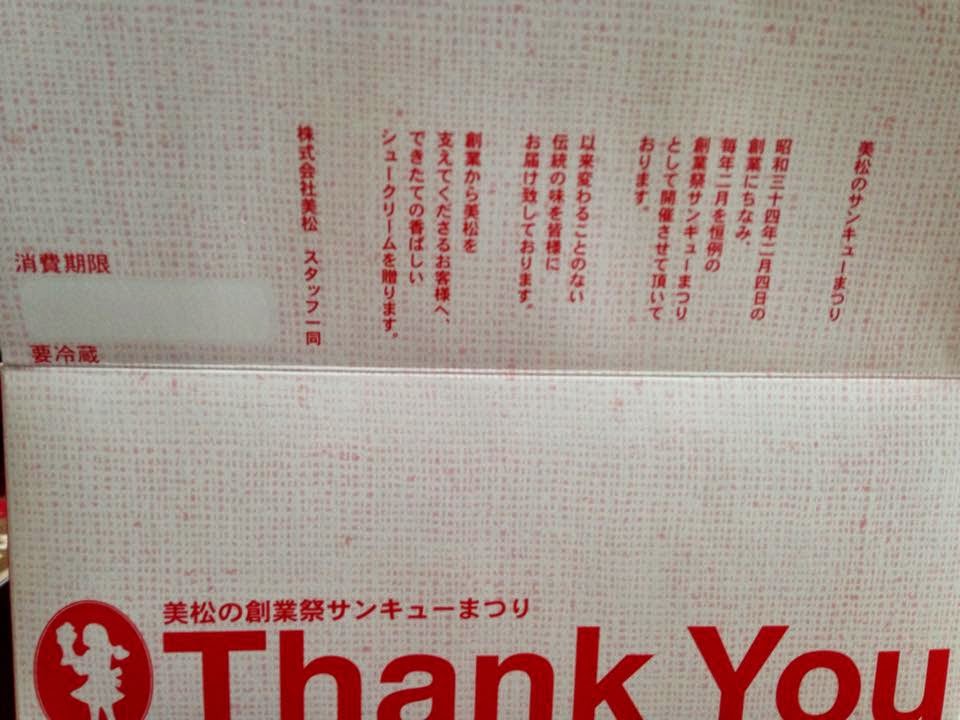 美松のサンキューまつり
昭和三十四年二月四日の
創業にちなみ、
毎年二月を恒例の
創業祭サンキューまつり
として開催させて頂いて
おります。
以来変わることのない
伝統の味を皆様に
お届け致しております。
創業から美松を
支えてくださるお客様へ、
できたての香ばしい
シュークリームを贈ります。
株式会社美松　スタッフ一同
消費期限
要冷蔵
美松の創業祭サンキューまつり
Thank You